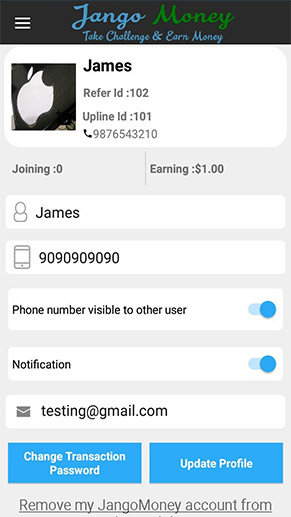 Jango Money
Take Challenge & Earn Money
James
Refer Id :102
Upline Id :101
9876543210
Joining :0
Earning :$1.00
James
9090909090
Phone number visible to other user
Notification
testing@gmail.com
Change Transaction
Password
Update Profile
Remove my JangoMoney account from